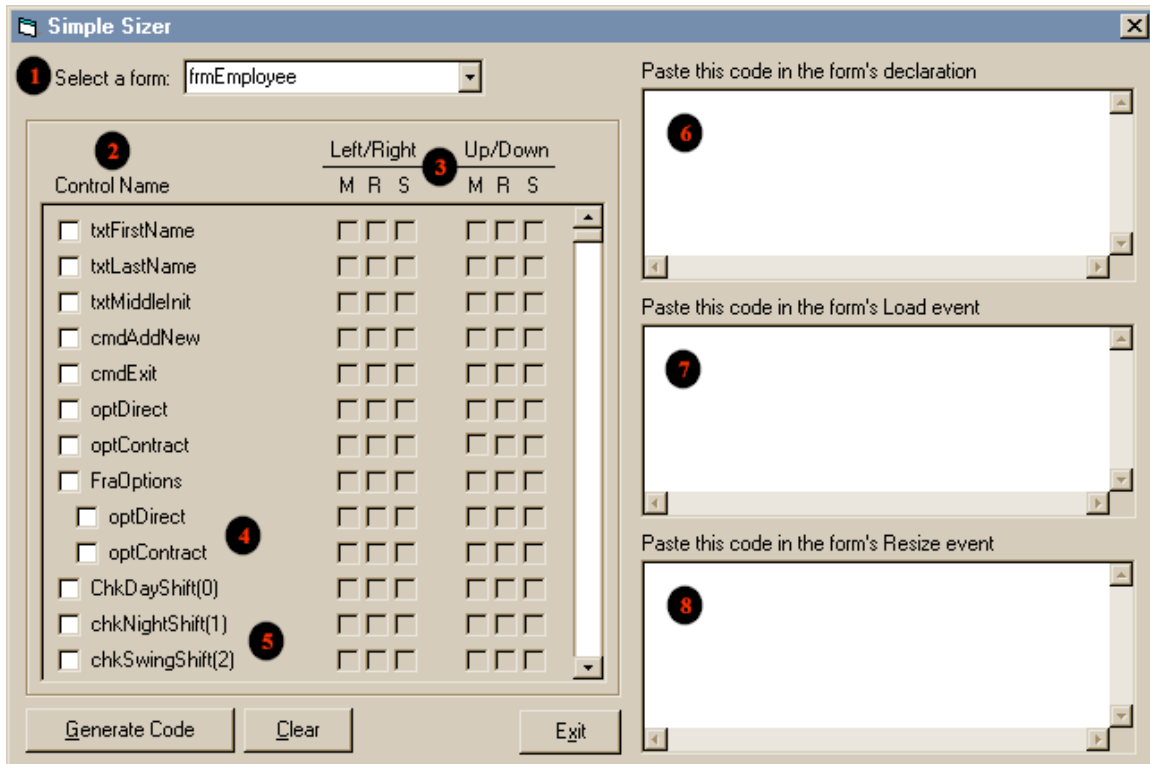 Simple Sizer
1 Select a form: frmEmployee
2
Left/Right 3 Up/Down
Control Name M R S M R S
txtFirstName
txtLastName
txtMiddleInit
cmdAddNew
cmdExit
optDirect
optContract
FraOptions
optDirect
4
optContract
ChkDayShift(0)
chkNightShift(1)
5
chkSwingShift(2)
Generate Code Clear Exit
Paste this code in the form's declaration
6
Paste this code in the form's Load event
7
Paste this code in the form's Resize event
8